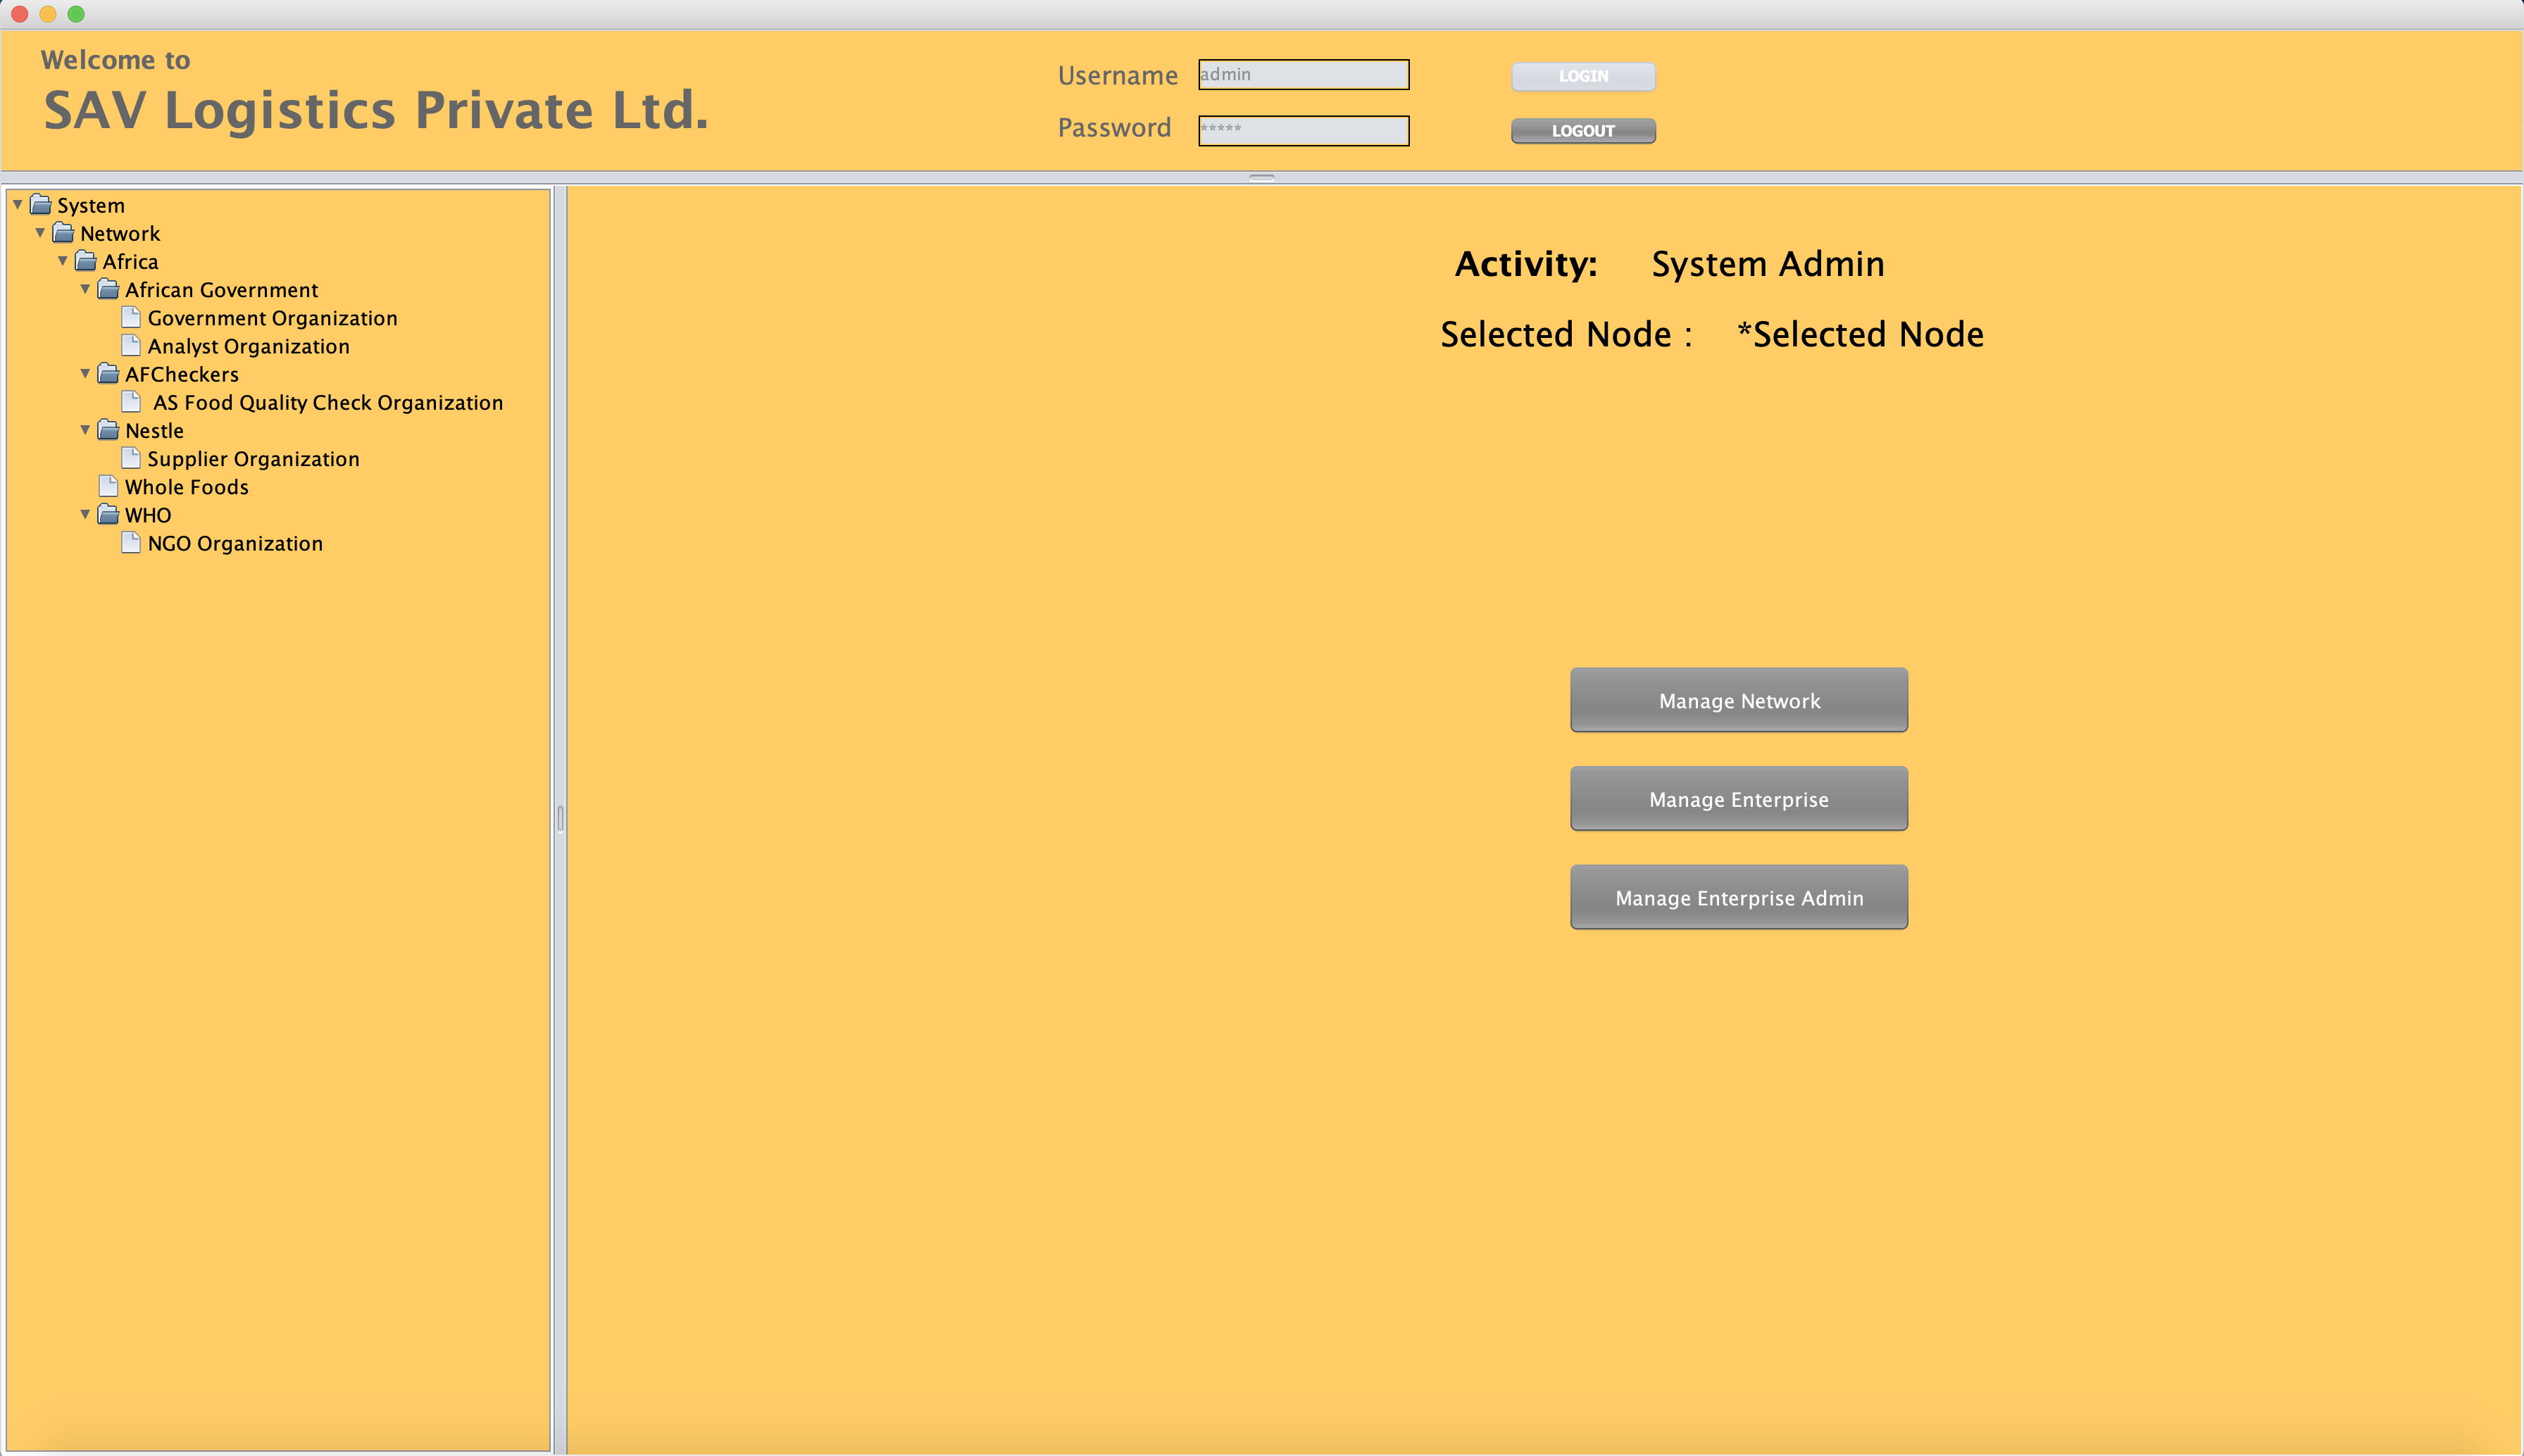 Welcome to
SAV Logistics Private Ltd.
Username admin LOGIN
Password ***** LOGOUT
System
Network
Africa
African Government
Government Organization
Analyst Organization
AFCheckers
AS Food Quality Check Organization
Nestle
Supplier Organization
Whole Foods
WHO
NGO Organization
Activity: System Admin
Selected Node : *Selected Node
Manage Network
Manage Enterprise
Manage Enterprise Admin